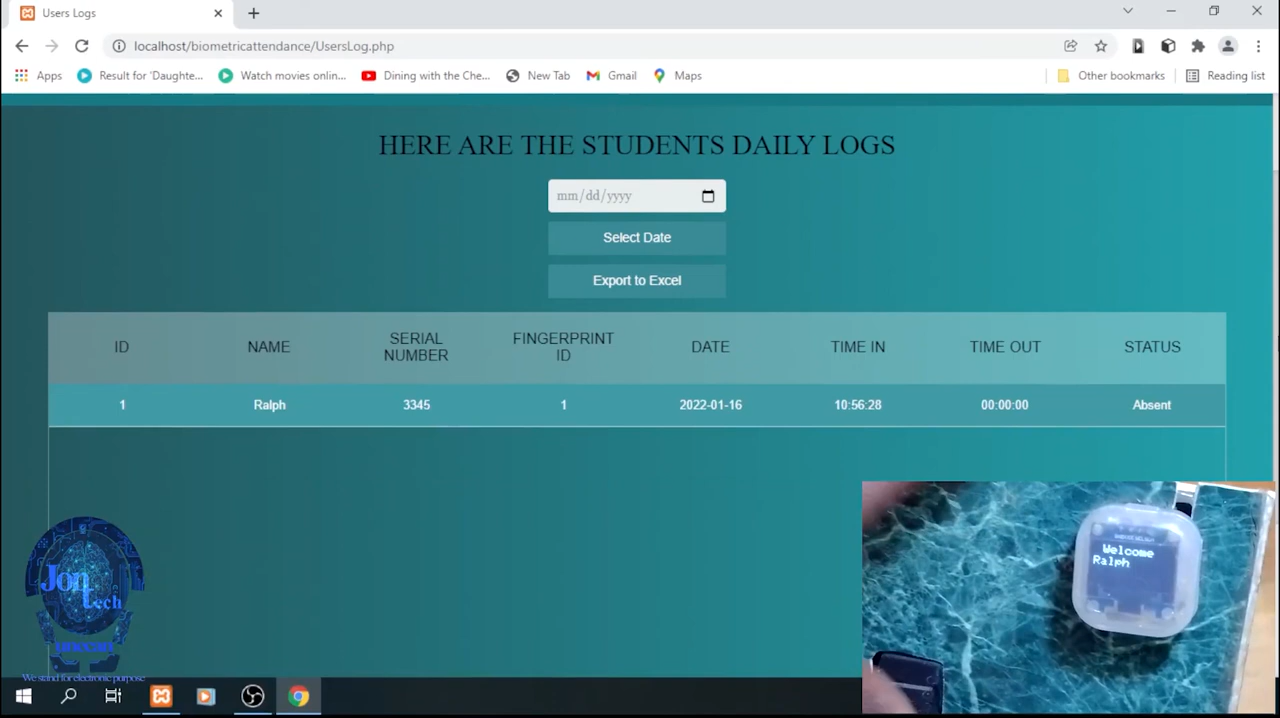 Users Logs
localhost/biometricattendance/UsersLog.php
Apps
Result for 'Daughte...
Watch movies onlin...
Dining with the Che...
New Tab
Gmail
Maps
Other bookmarks
Reading list
HERE ARE THE STUDENTS DAILY LOGS
mm/dd/yyyy
Select Date
Export to Excel
ID NAME SERIAL NUMBER FINGERPRINT ID DATE TIME IN TIME OUT STATUS
1 Ralph 3345 1 2022-01-16 10:56:28 00:00:00 Absent
Welcome
Ralph
Jon
tech
We stand for electronic purpose